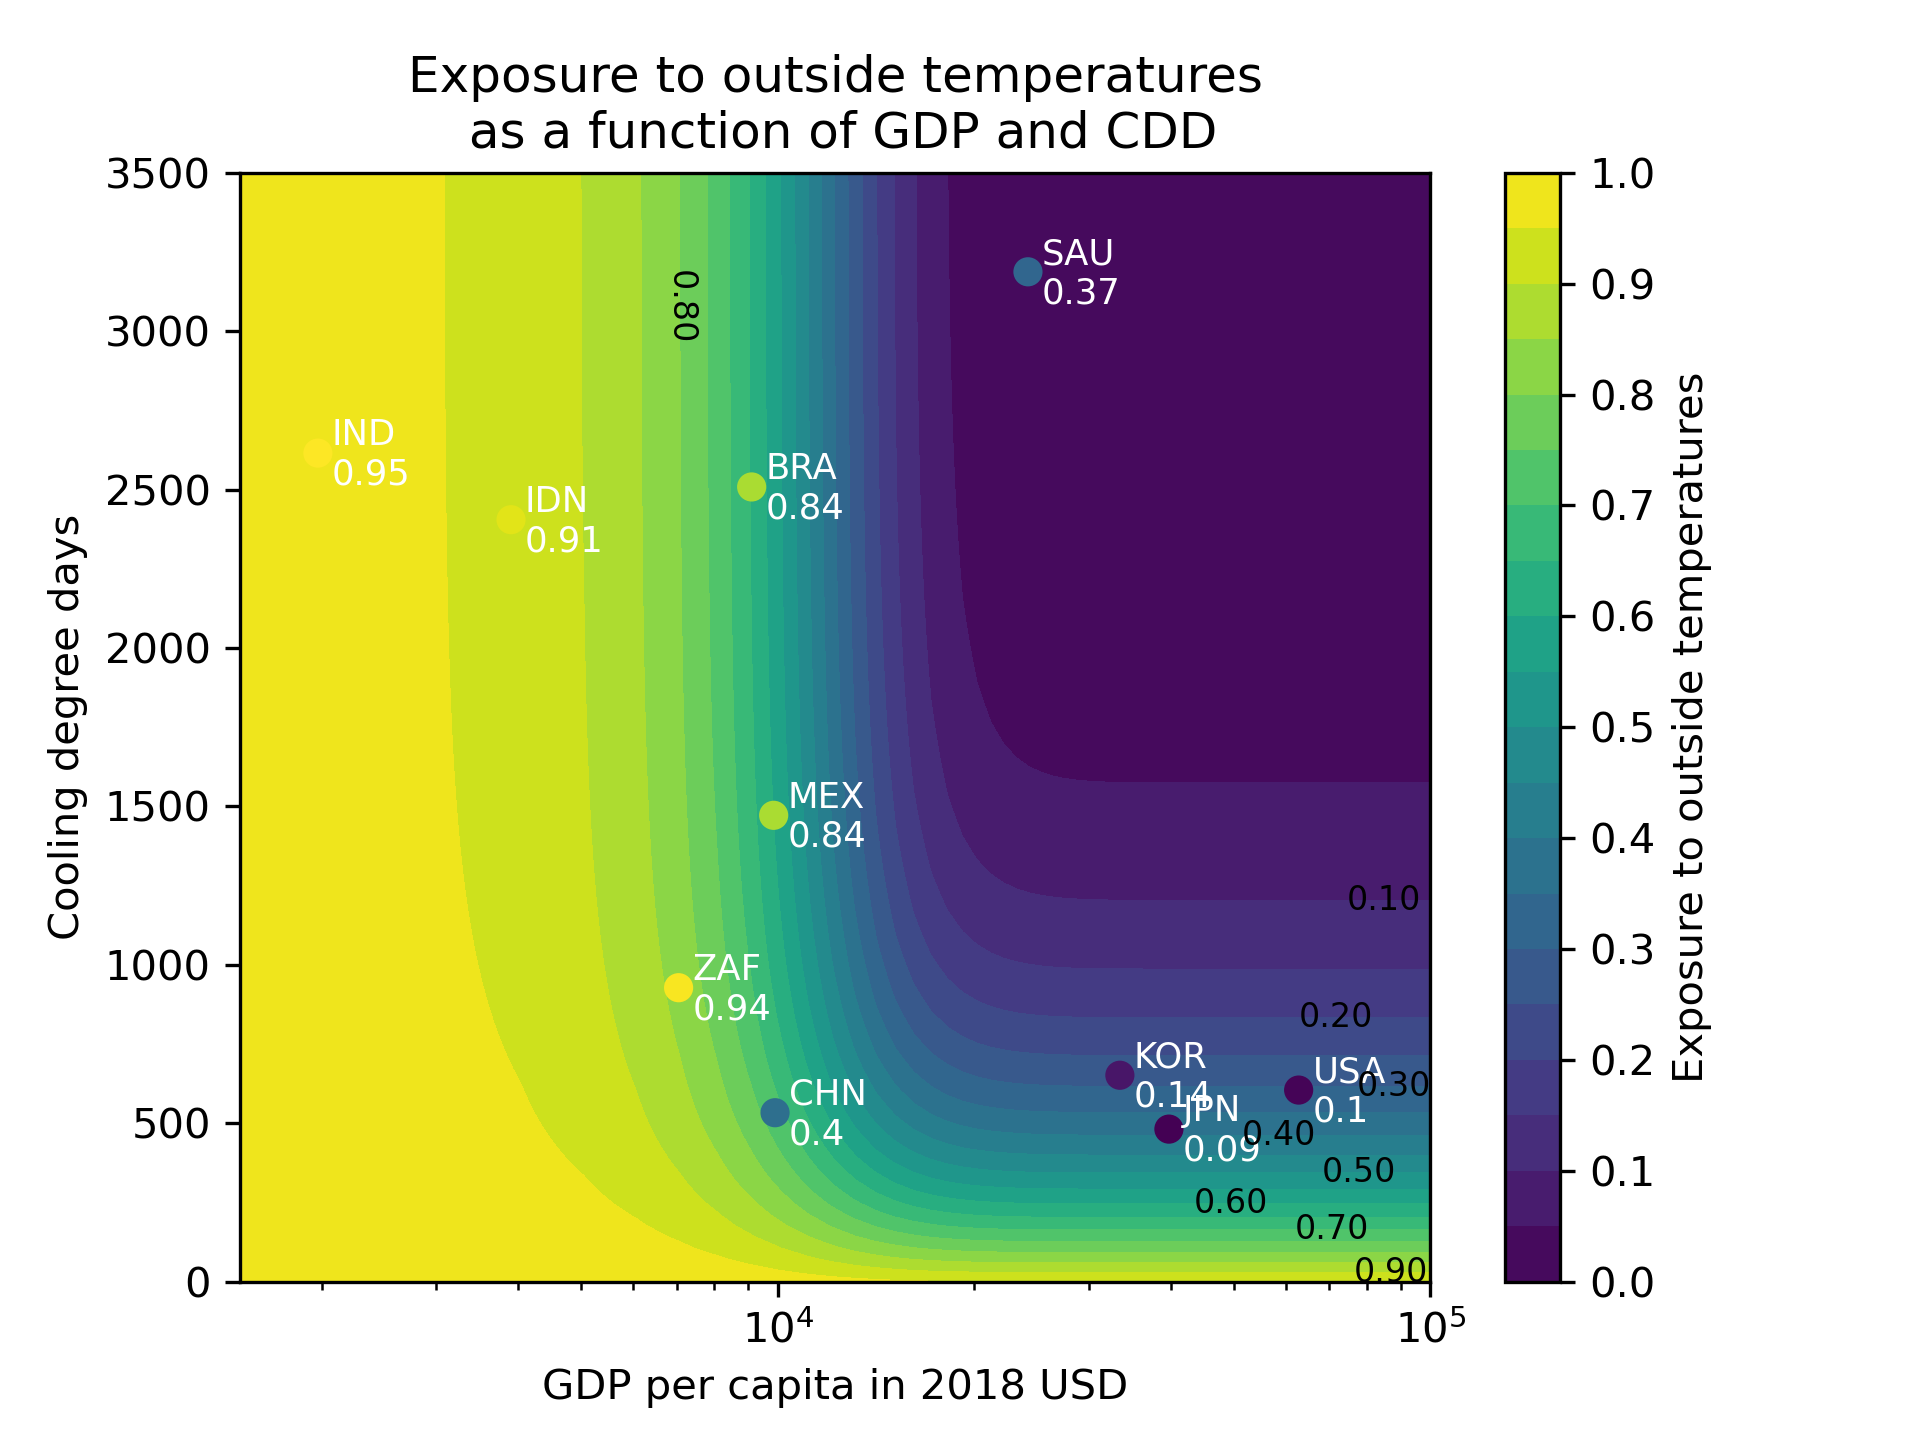 Exposure to outside temperatures
as a function of GDP and CDD
3500
3000
2500
2000
1500
1000
500
0
Cooling degree days
SAU
0.37
0.80
IND
0.95
IDN
0.91
BRA
0.84
MEX
0.84
ZAF
0.94
CHN
0.4
KOR
0.14
JPN
0.09
USA
0.1
0.10
0.20
0.30
0.40
0.50
0.60
0.70
0.90
10⁴
10⁵
GDP per capita in 2018 USD
1.0
0.9
0.8
0.7
0.6
0.5
0.4
0.3
0.2
0.1
0.0
Exposure to outside temperatures